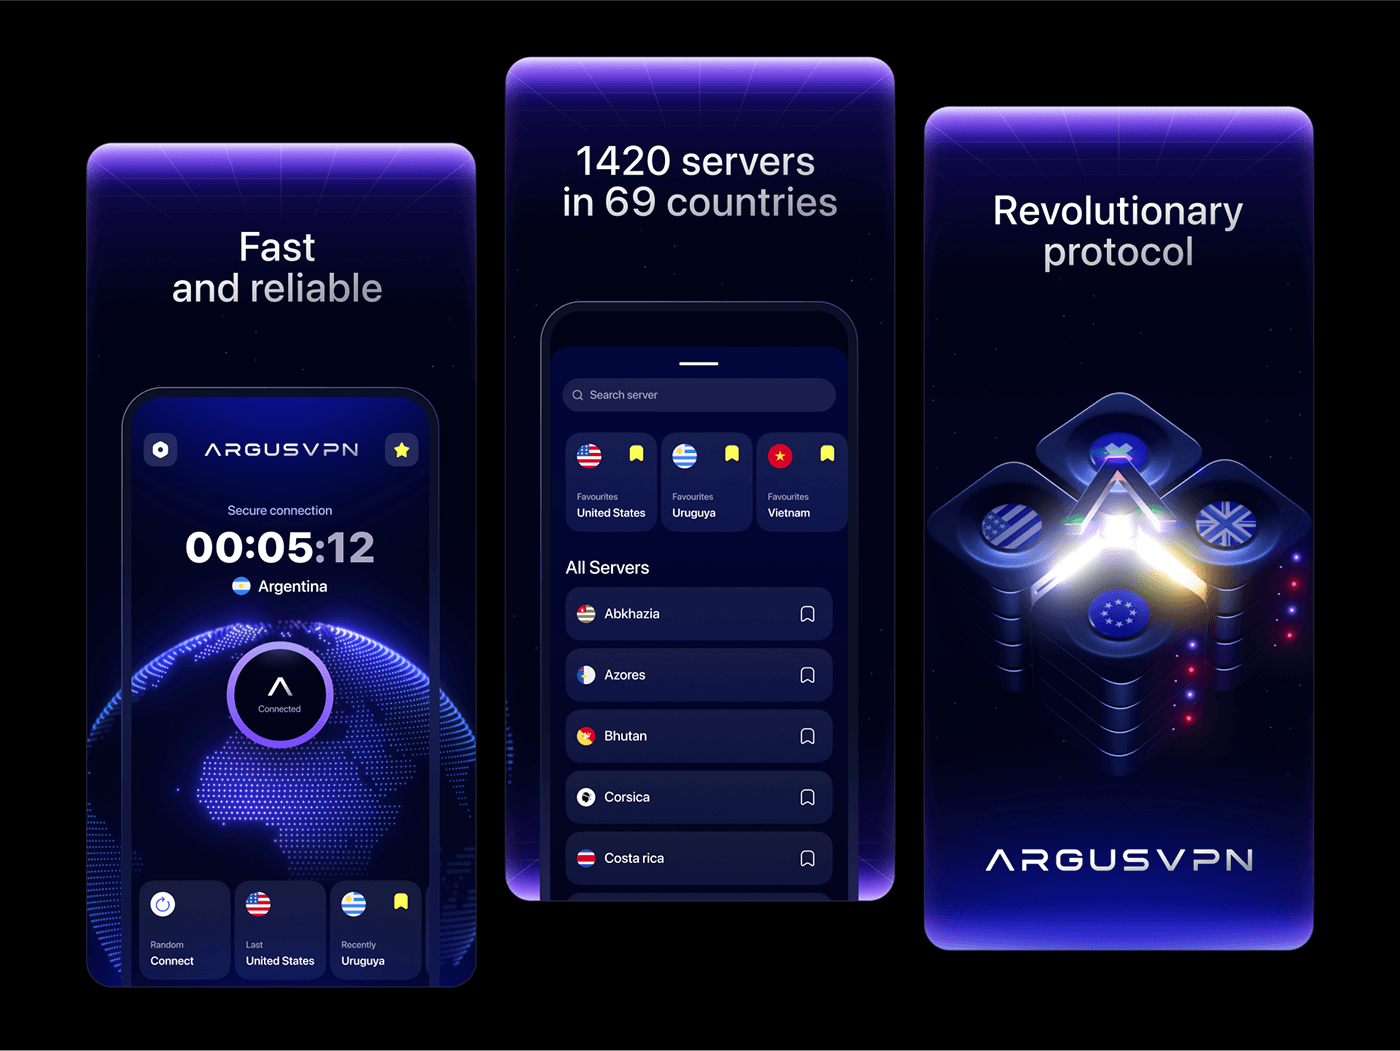 Fast
and reliable
ARGUSVPN
Secure connection
00:05:12
Argentina
Connected
Random
Connect
Last
United States
Recently
Uruguya
1420 servers
in 69 countries
Search server
Favourites
United States
Favourites
Uruguya
Favourites
Vietnam
All Servers
Abkhazia
Azores
Bhutan
Corsica
Costa rica
Revolutionary
protocol
ARGUSVPN